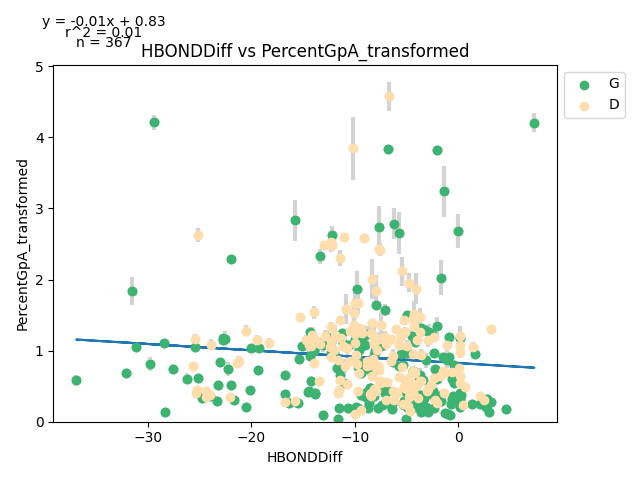 y = -0.01x + 0.83
r^2 = 0.01
n = 367
HBONDDiff vs PercentGpA_transformed
G
D
PercentGpA_transformed
5
4
3
2
1
0
−30
−20
−10
0
HBONDDiff